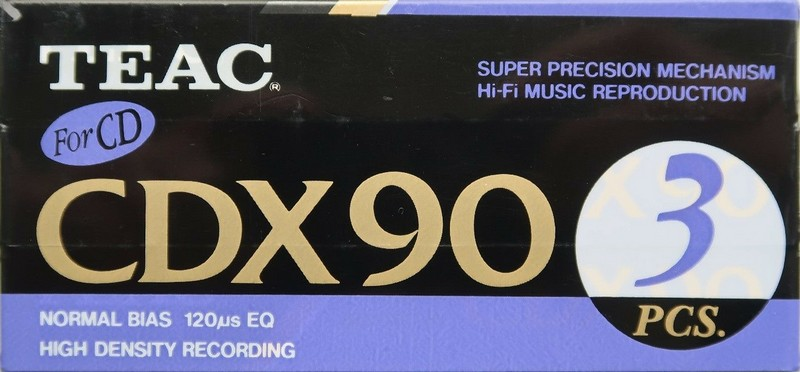 TEAC®
SUPER PRECISION MECHANISM
Hi-Fi MUSIC REPRODUCTION
For CD
CDX90
3
PCS.
NORMAL BIAS 120µs EQ
HIGH DENSITY RECORDING